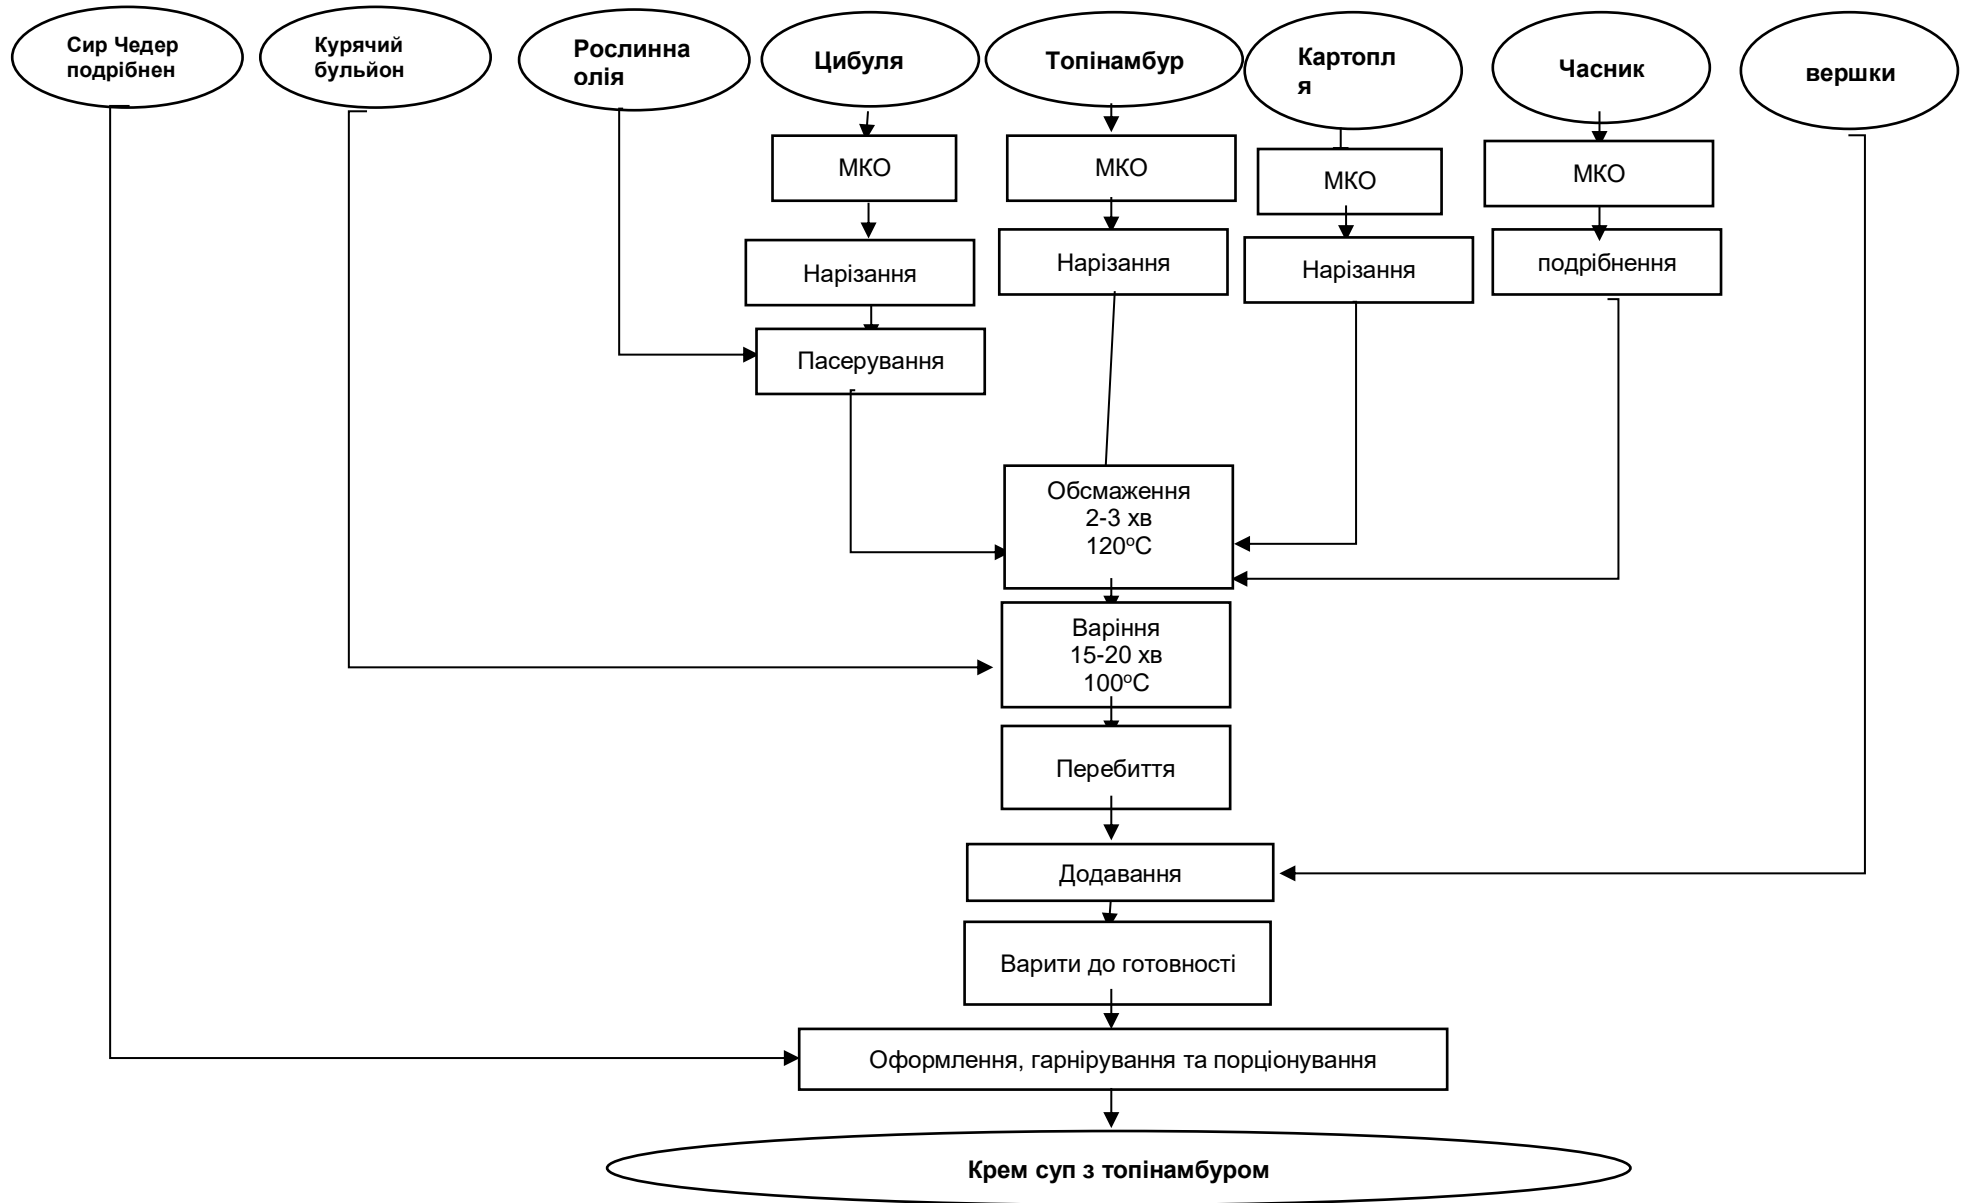 Сир Чедер
подрібнен
Курячий
бульйон
Рослинна
олія
Цибуля
Топінамбур
Картопл
я
Часник
вершки
МКО
МКО
МКО
МКО
Нарізання
Нарізання
Нарізання
подрібнення
Пасерування
Обсмаження
2-3 хв
120°С
Варіння
15-20 хв
100°С
Перебиття
Додавання
Варити до готовності
Оформлення, гарнірування та порціонування
Крем суп з топінамбуром